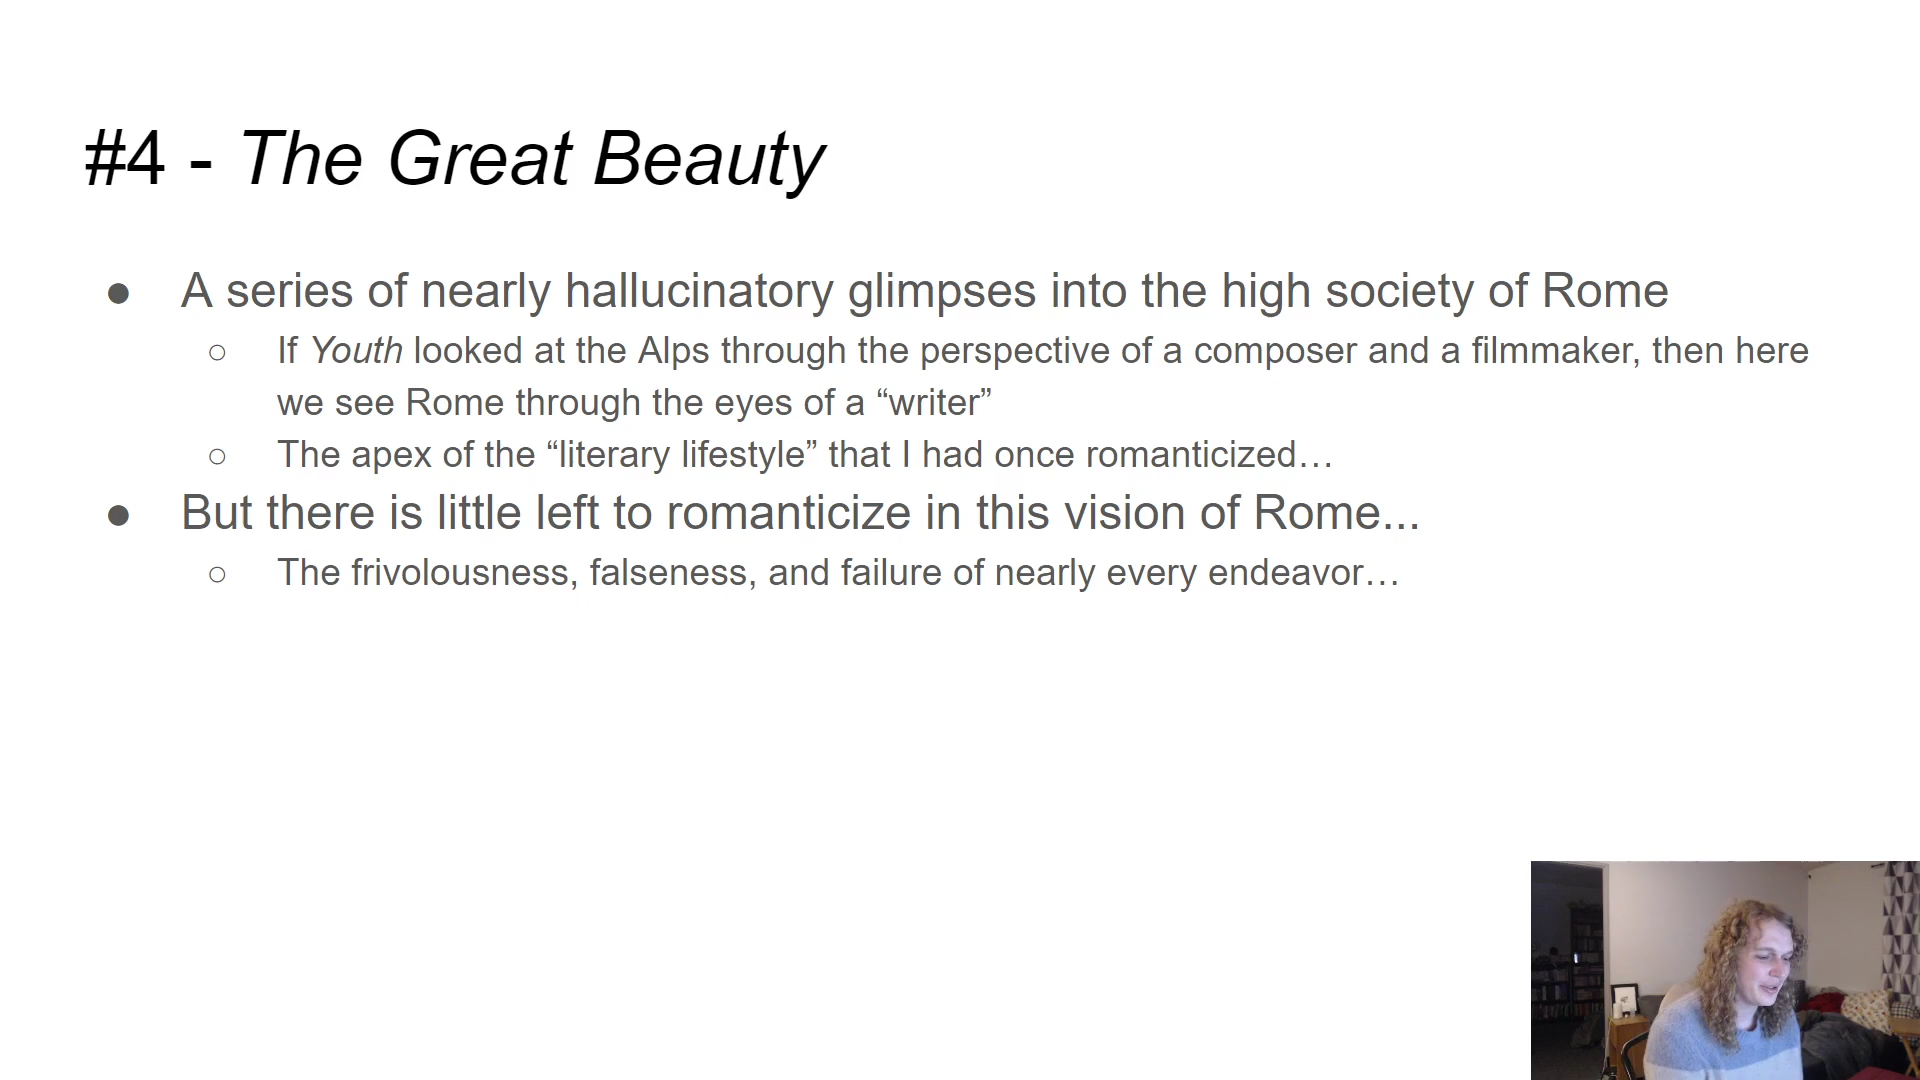 #4 - The Great Beauty
● A series of nearly hallucinatory glimpses into the high society of Rome
○ If Youth looked at the Alps through the perspective of a composer and a filmmaker, then here
we see Rome through the eyes of a “writer”
○ The apex of the “literary lifestyle” that I had once romanticized…
● But there is little left to romanticize in this vision of Rome...
○ The frivolousness, falseness, and failure of nearly every endeavor…